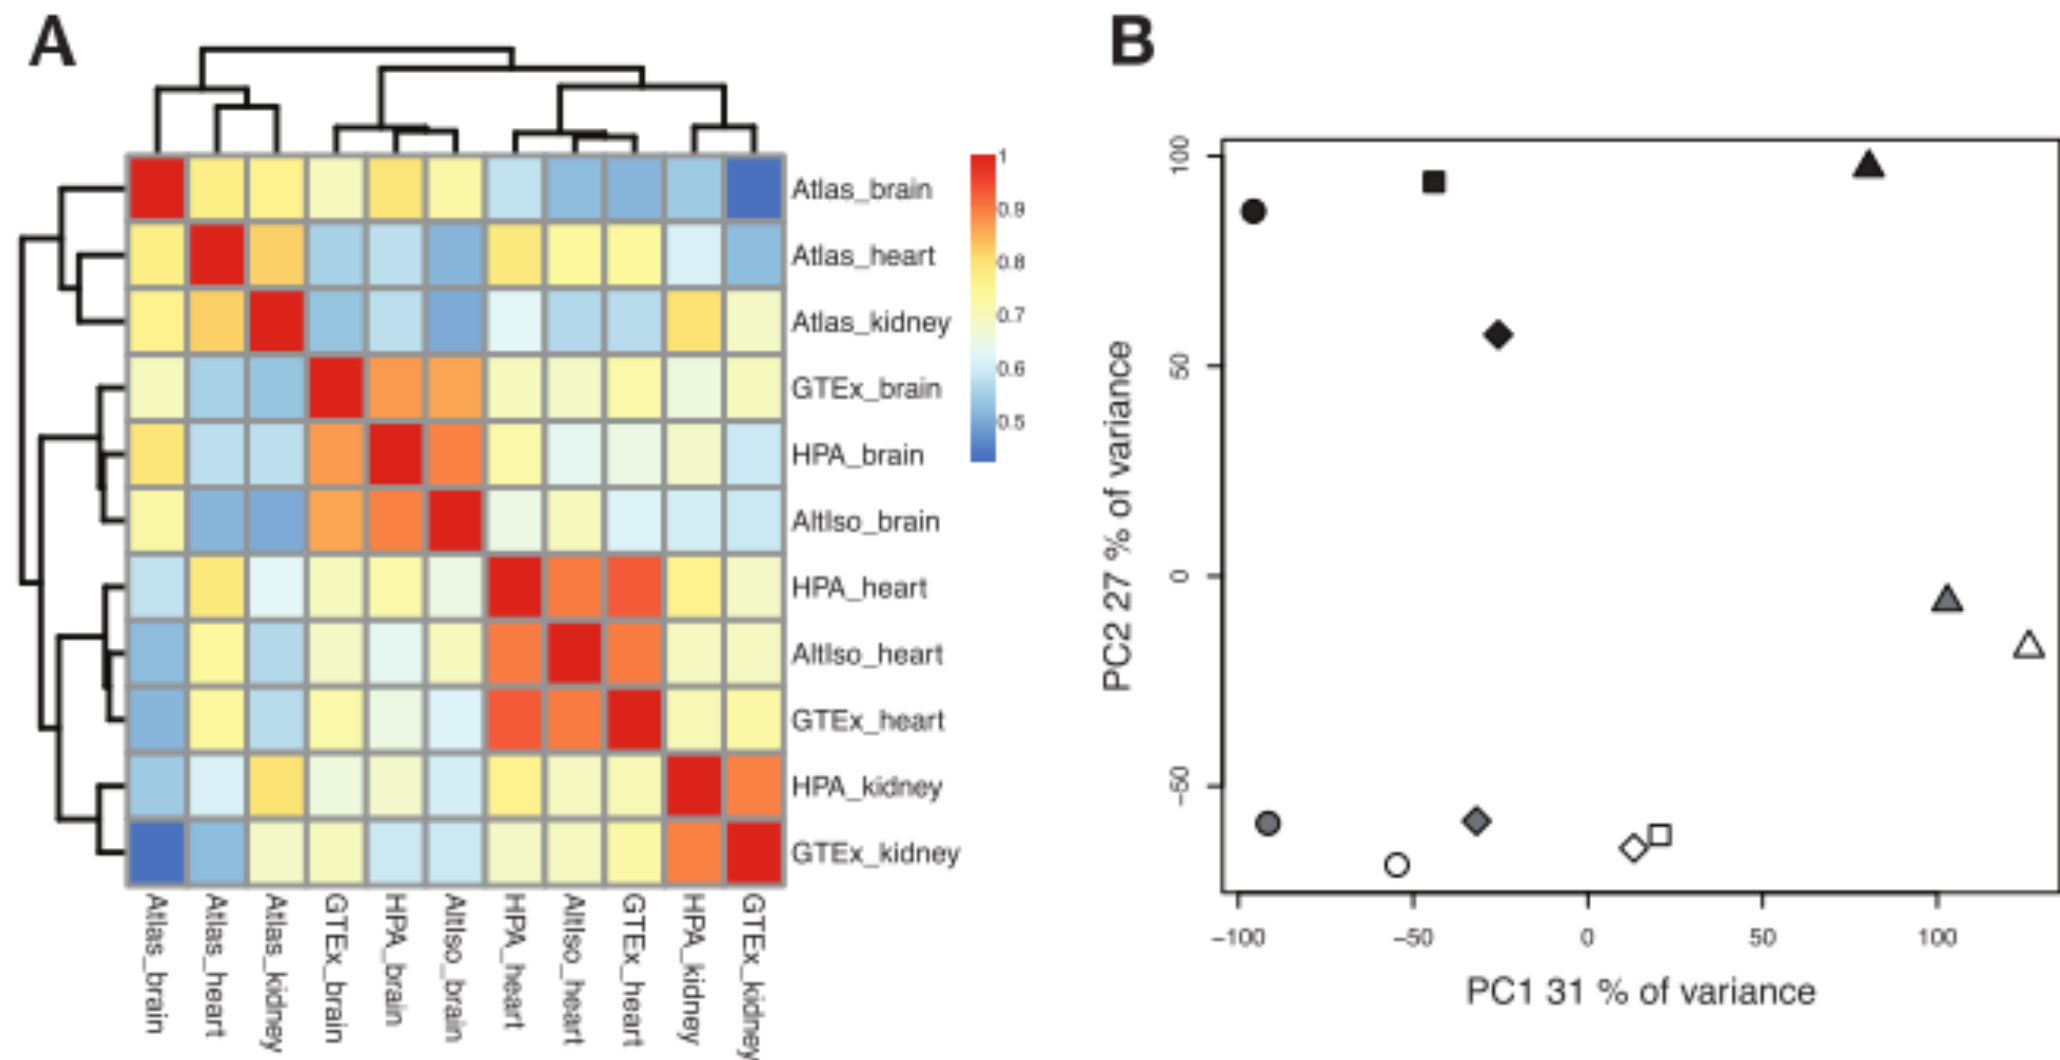 A
Atlas_brain
Atlas_heart
Atlas_kidney
GTEx_brain
HPA_brain
AltIso_brain
HPA_heart
AltIso_heart
GTEx_heart
HPA_kidney
GTEx_kidney
1
0.9
0.8
0.7
0.6
0.5
Atlas_brain
Atlas_heart
Atlas_kidney
GTEx_brain
HPA_brain
AltIso_brain
HPA_heart
AltIso_heart
GTEx_heart
HPA_kidney
GTEx_kidney
B
PC2 27 % of variance
100
50
0
−50
−100
−50
0
50
100
PC1 31 % of variance